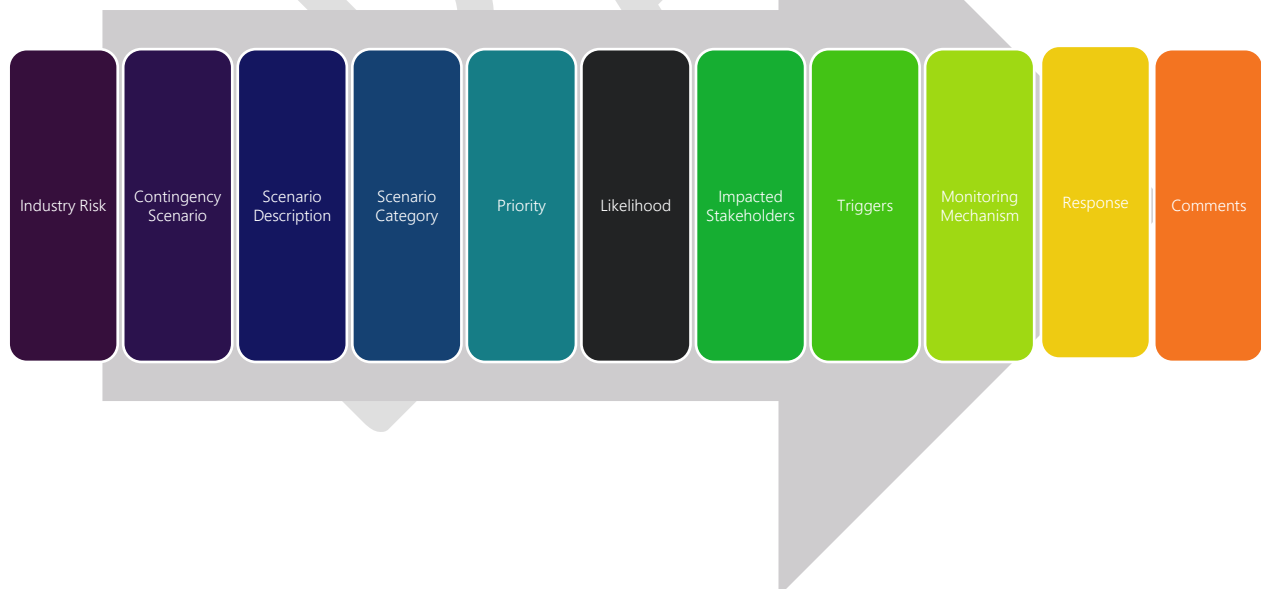 Industry Risk
Contingency
Scenario
Scenario
Description
Scenario
Category
Priority
Likelihood
Impacted
Stakeholders
Triggers
Monitoring
Mechanism
Response
Comments